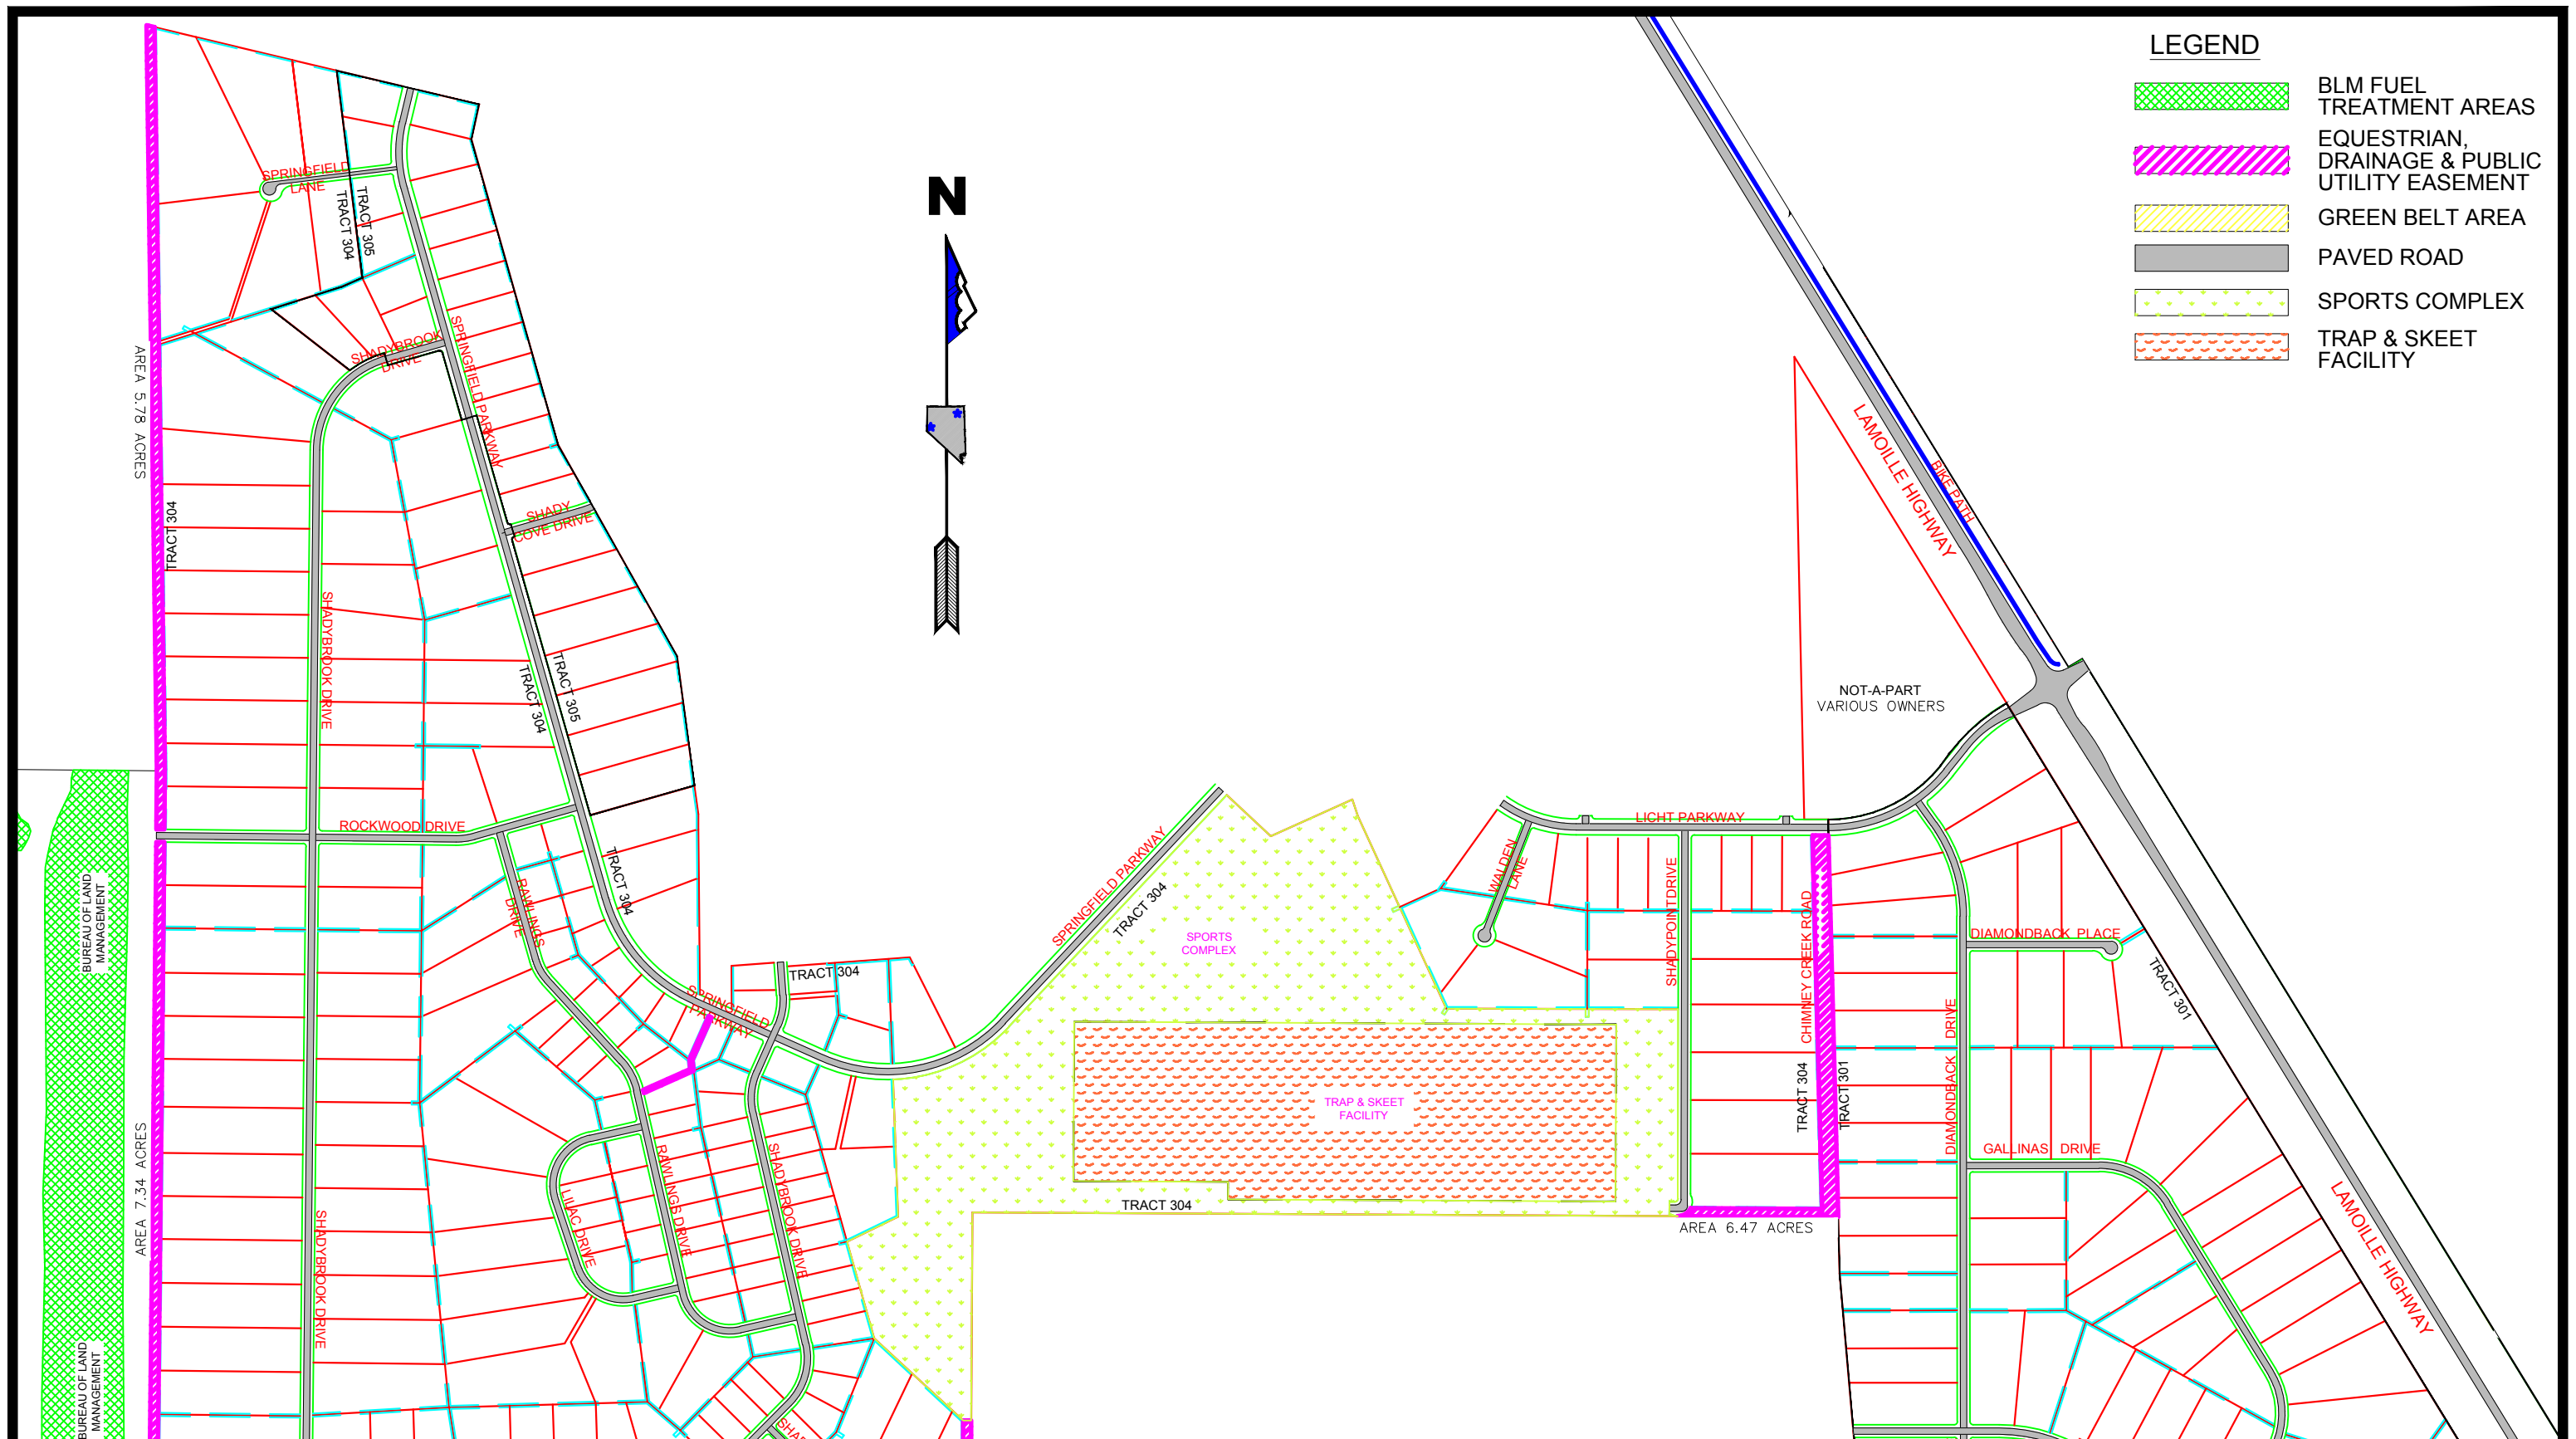 LEGEND
BLM FUEL
TREATMENT AREAS
EQUESTRIAN,
DRAINAGE & PUBLIC
UTILITY EASEMENT
GREEN BELT AREA
PAVED ROAD
SPORTS COMPLEX
TRAP & SKEET
FACILITY
N
SPRINGFIELD
LANE
TRACT 304
TRACT 305
SHADYBROOK
DRIVE
SPRINGFIELD PARKWAY
AREA 5.78 ACRES
TRACT 304
SHADY
COVE DRIVE
SHADYBROOK DRIVE
TRACT 304
TRACT 305
LAMOILLE HIGHWAY
BIKE PATH
NOT-A-PART
VARIOUS OWNERS
ROCKWOOD DRIVE
TRACT 304
RAWLINGS
DRIVE
BUREAU OF LAND
MANAGEMENT
SPRINGFIELD PARKWAY
TRACT 304
SPORTS
COMPLEX
LICHT PARKWAY
WALDEN
LANE
SHADYPOINT DRIVE
CHIMNEY CREEK ROAD
DIAMONDBACK PLACE
TRACT 301
TRACT 304
SPRINGFIELD
PARKWAY
DIAMONDBACK DRIVE
TRACT 304
TRACT 301
TRAP & SKEET
FACILITY
GALLINAS DRIVE
AREA 7.34 ACRES
LILAC DRIVE
RAWLINGS DRIVE
SHADYBROOK DRIVE
TRACT 304
AREA 6.47 ACRES
LAMOILLE HIGHWAY
SHADYBROOK DRIVE
BUREAU OF LAND
MANAGEMENT